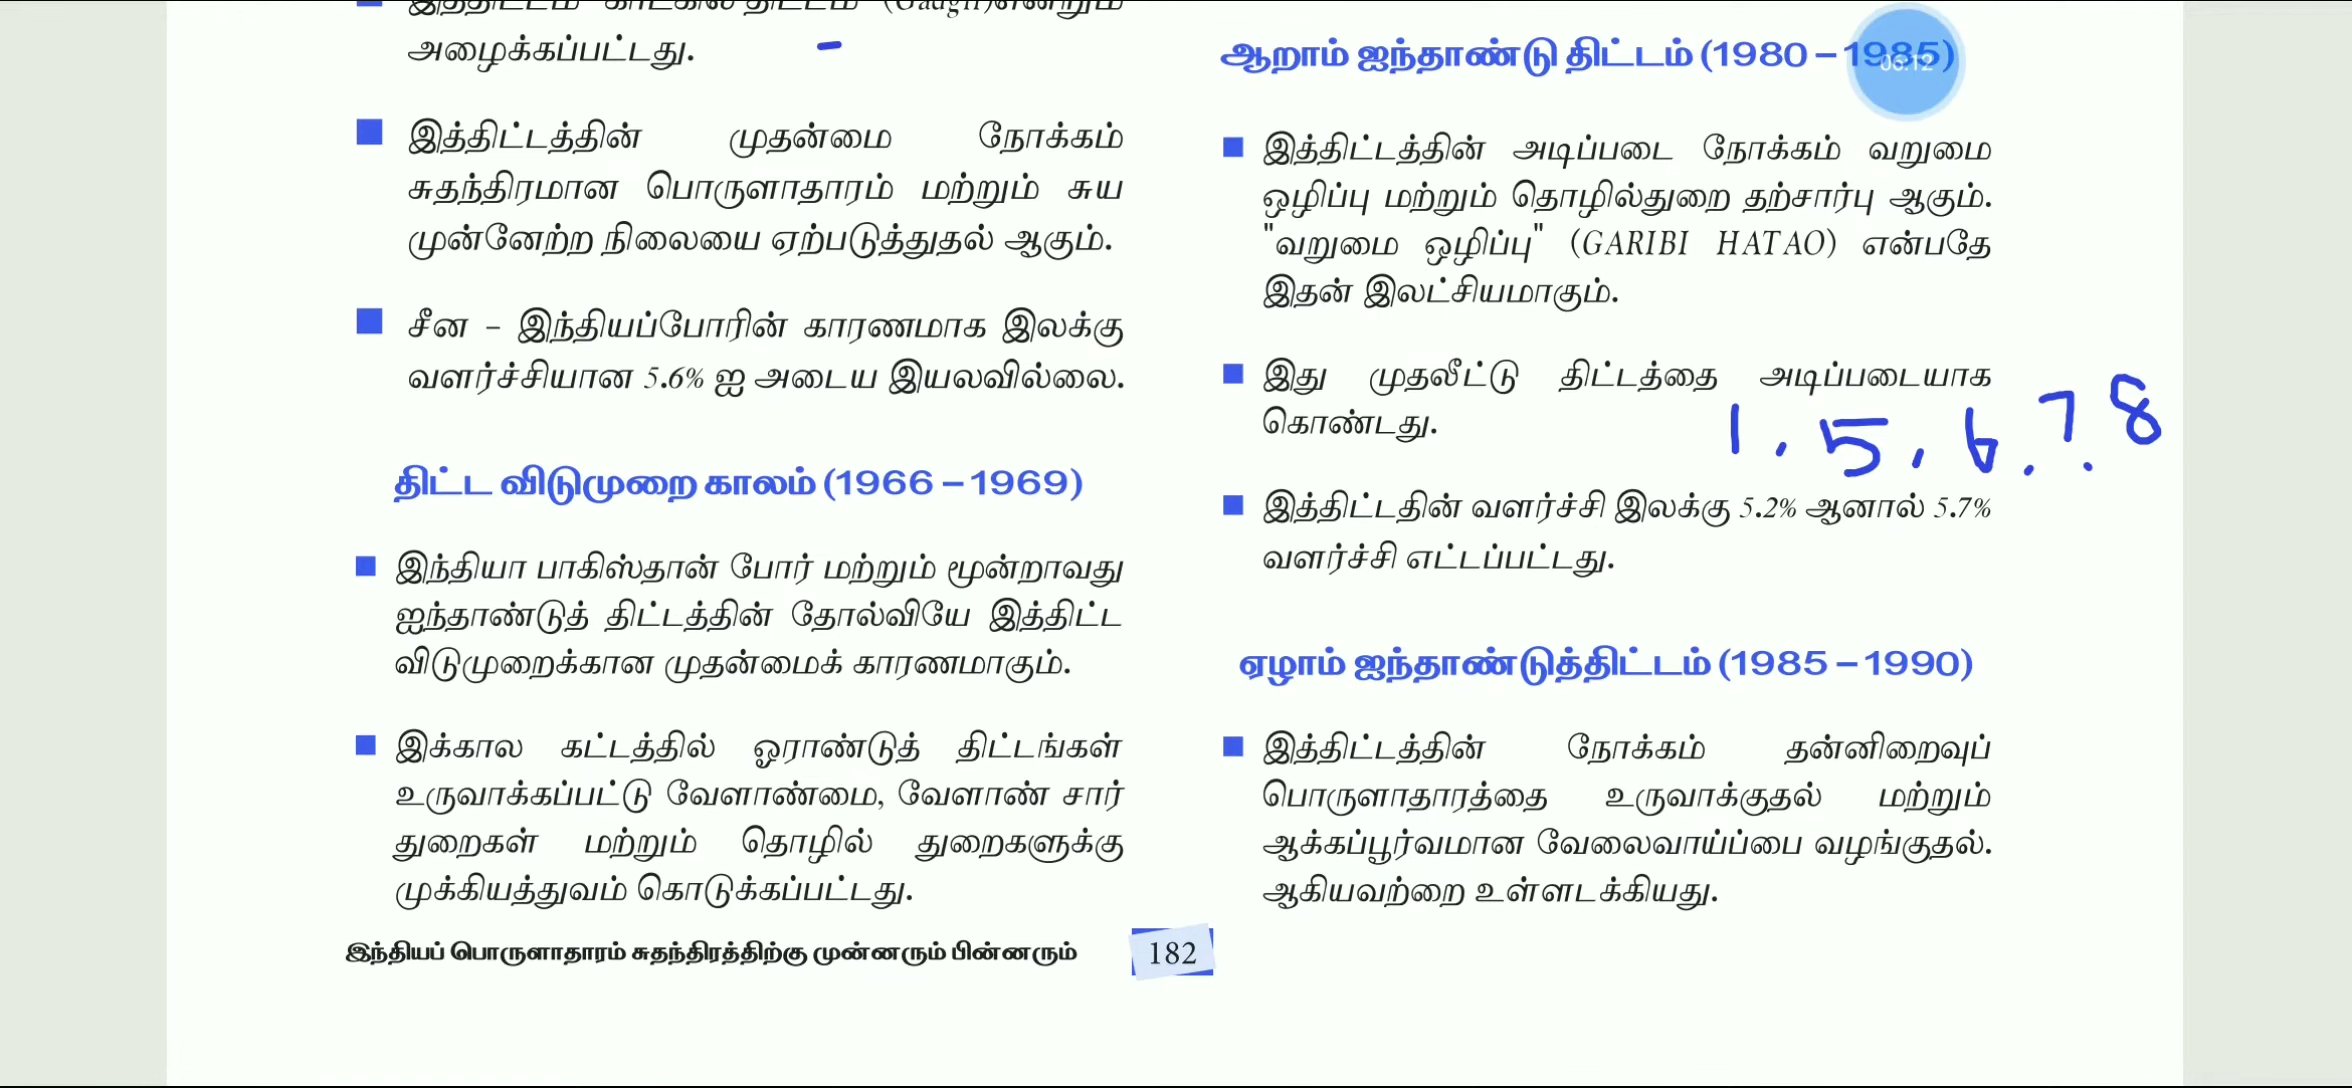 இத்திட்டம் காட்கில் திட்டம் (Gadgil)என்றும்
அழைக்கப்பட்டது.
இத்திட்டத்தின் முதன்மை நோக்கம்
சுதந்திரமான பொருளாதாரம் மற்றும் சுய
முன்னேற்ற நிலையை ஏற்படுத்துதல் ஆகும்.
சீன – இந்தியப்போரின் காரணமாக இலக்கு
வளர்ச்சியான 5.6% ஐ அடைய இயலவில்லை.
திட்ட விடுமுறை காலம் (1966 – 1969)
இந்தியா பாகிஸ்தான் போர் மற்றும் மூன்றாவது
ஐந்தாண்டுத் திட்டத்தின் தோல்வியே இத்திட்ட
விடுமுறைக்கான முதன்மைக் காரணமாகும்.
இக்கால கட்டத்தில் ஓராண்டுத் திட்டங்கள்
உருவாக்கப்பட்டு வேளாண்மை, வேளாண் சார்
துறைகள் மற்றும் தொழில் துறைகளுக்கு
முக்கியத்துவம் கொடுக்கப்பட்டது.
ஆறாம் ஐந்தாண்டு திட்டம் (1980 – 1985)
06:12
இத்திட்டத்தின் அடிப்படை நோக்கம் வறுமை
ஒழிப்பு மற்றும் தொழில்துறை தற்சார்பு ஆகும்.
"வறுமை ஒழிப்பு" (GARIBI HATAO) என்பதே
இதன் இலட்சியமாகும்.
இது முதலீட்டு திட்டத்தை அடிப்படையாக
கொண்டது.
1, 5, 6, 7, 8
இத்திட்டதின் வளர்ச்சி இலக்கு 5.2% ஆனால் 5.7%
வளர்ச்சி எட்டப்பட்டது.
ஏழாம் ஐந்தாண்டுத்திட்டம் (1985 – 1990)
இத்திட்டத்தின் நோக்கம் தன்னிறைவுப்
பொருளாதாரத்தை உருவாக்குதல் மற்றும்
ஆக்கப்பூர்வமான வேலைவாய்ப்பை வழங்குதல்.
ஆகியவற்றை உள்ளடக்கியது.
இந்தியப் பொருளாதாரம் சுதந்திரத்திற்கு முன்னரும் பின்னரும்
182